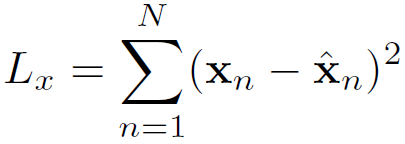 $L_x = \sum_{n=1}^{N} (\mathbf{x}_n - \hat{\mathbf{x}}_n)^2$